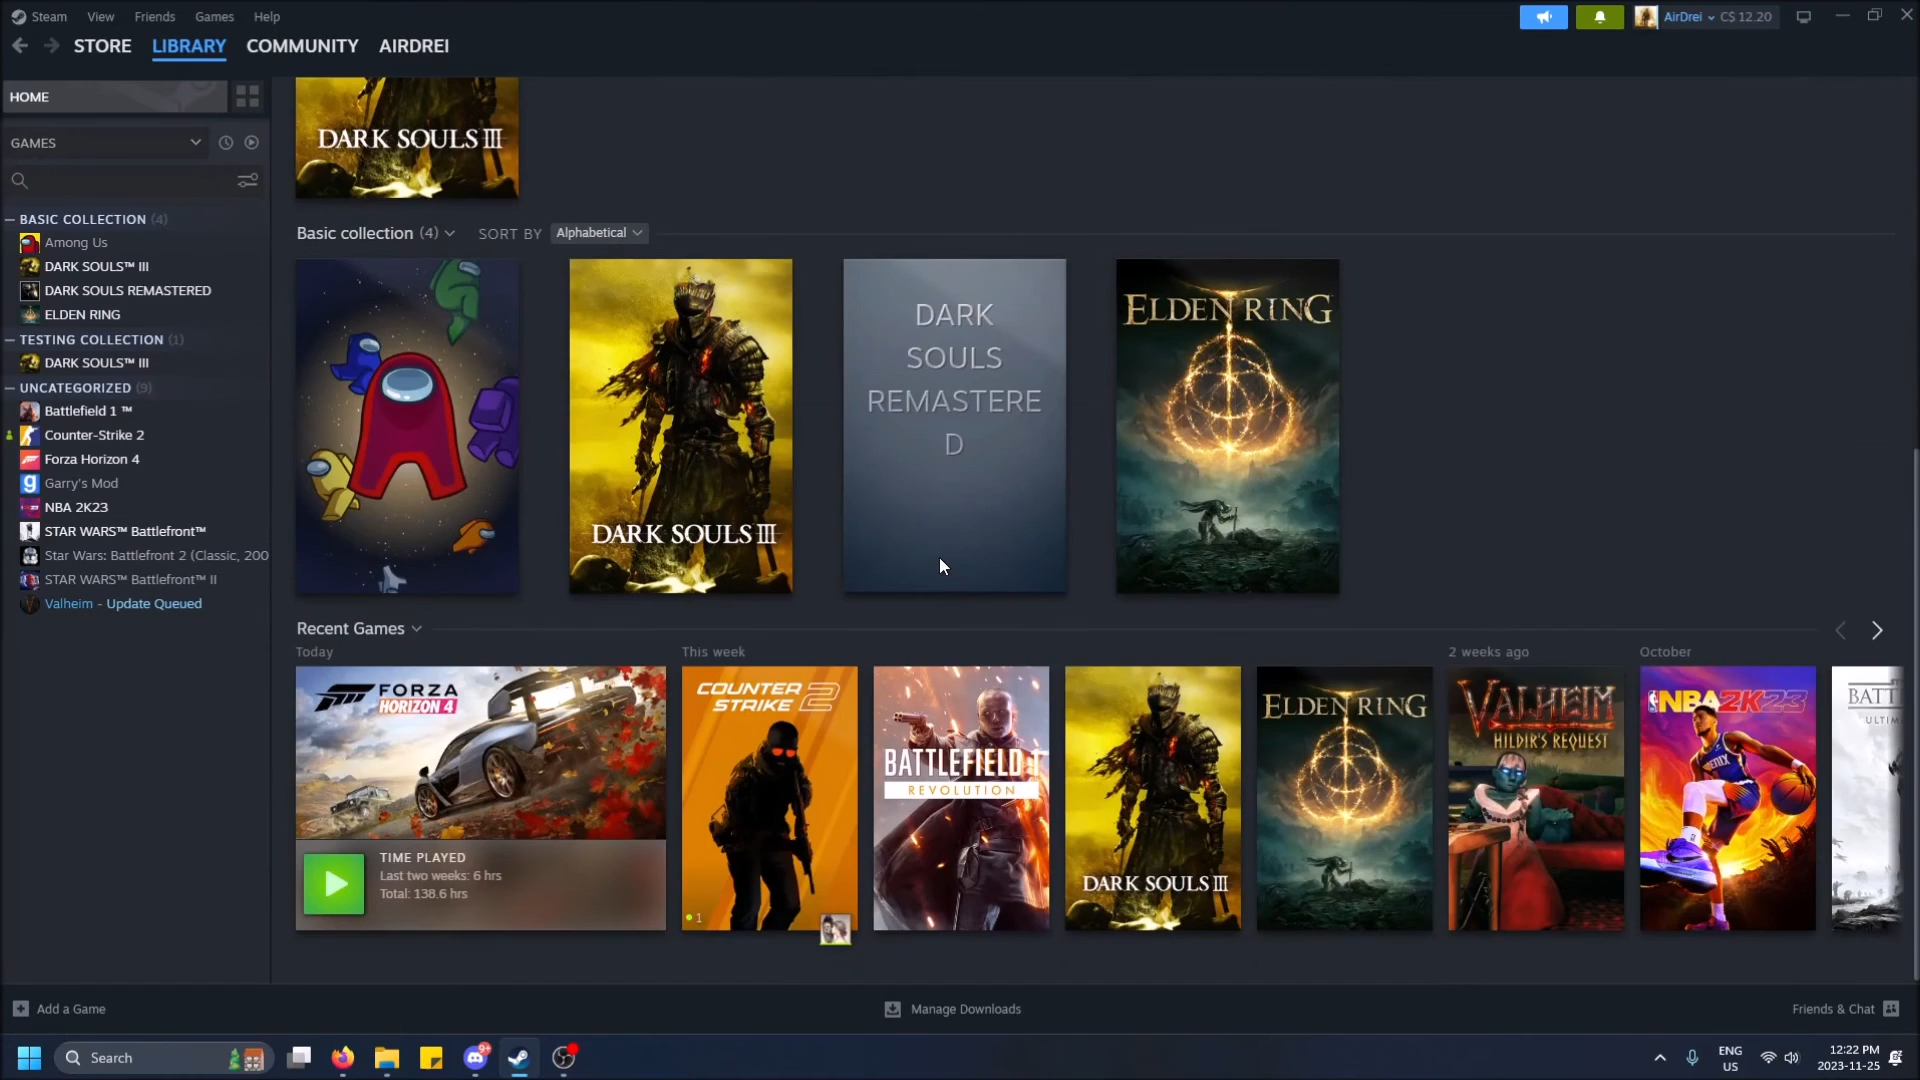 Steam View Friends Games Help
AirDrei C$ 12.20
STORE LIBRARY COMMUNITY AIRDREI
HOME
GAMES
BASIC COLLECTION (4)
Among Us
DARK SOULS™ III
DARK SOULS REMASTERED
ELDEN RING
TESTING COLLECTION (1)
DARK SOULS™ III
UNCATEGORIZED (9)
Battlefield 1 ™
Counter-Strike 2
Forza Horizon 4
Garry's Mod
NBA 2K23
STAR WARS™ Battlefront™
Star Wars: Battlefront 2 (Classic, 200
STAR WARS™ Battlefront™ II
Valheim - Update Queued
DARK SOULS III
Basic collection (4) SORT BY Alphabetical
DARK SOULS III
DARK
SOULS
REMASTERE
D
ELDEN RING
Recent Games
Today
This week
2 weeks ago
October
FORZA
HORIZON 4
TIME PLAYED
Last two weeks: 6 hrs
Total: 138.6 hrs
COUNTER
STRIKE 2
1
BATTLEFIELD 1
REVOLUTION
DARK SOULS III
ELDEN RING
VALHEIM
HILDIR'S REQUEST
NBA 2K23
PHOENIX
BATT
ULTIM
Add a Game
Manage Downloads
Friends & Chat
Search
9+
ENG
US
12:22 PM
2023-11-25